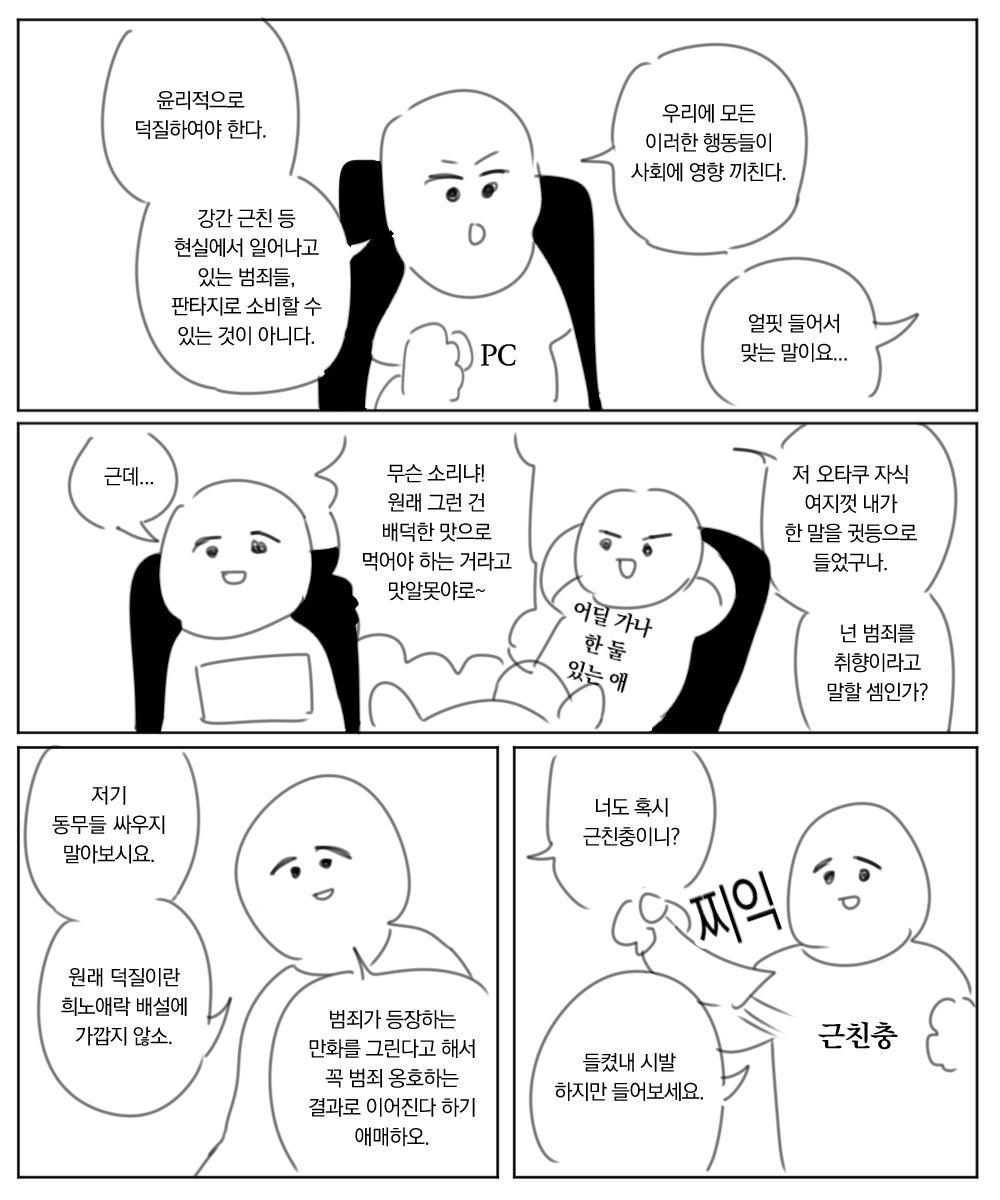 윤리적으로
덕질하여야 한다.
강간 근친 등
현실에서 일어나고
있는 범죄들,
판타지로 소비할 수
있는 것이 아니다.
우리에 모든
이러한 행동들이
사회에 영향 끼친다.
PC
얼핏 들어서
맞는 말이요...
근데...
무슨 소리냐!
원래 그런 건
배덕한 맛으로
먹어야 하는 거라고
맛알못야로~
어딜 가나
한 둘
있는 애
저 오타쿠 자식
여지껏 내가
한 말을 귓등으로
들었구나.
넌 범죄를
취향이라고
말할 셈인가?
저기
동무들 싸우지
말아보시요.
원래 덕질이란
희노애락 배설에
가깝지 않소.
범죄가 등장하는
만화를 그린다고 해서
꼭 범죄 옹호하는
결과로 이어진다 하기
애매하오.
너도 혹시
근친충이니?
찌익
근친충
들켰내 시발
하지만 들어보세요.